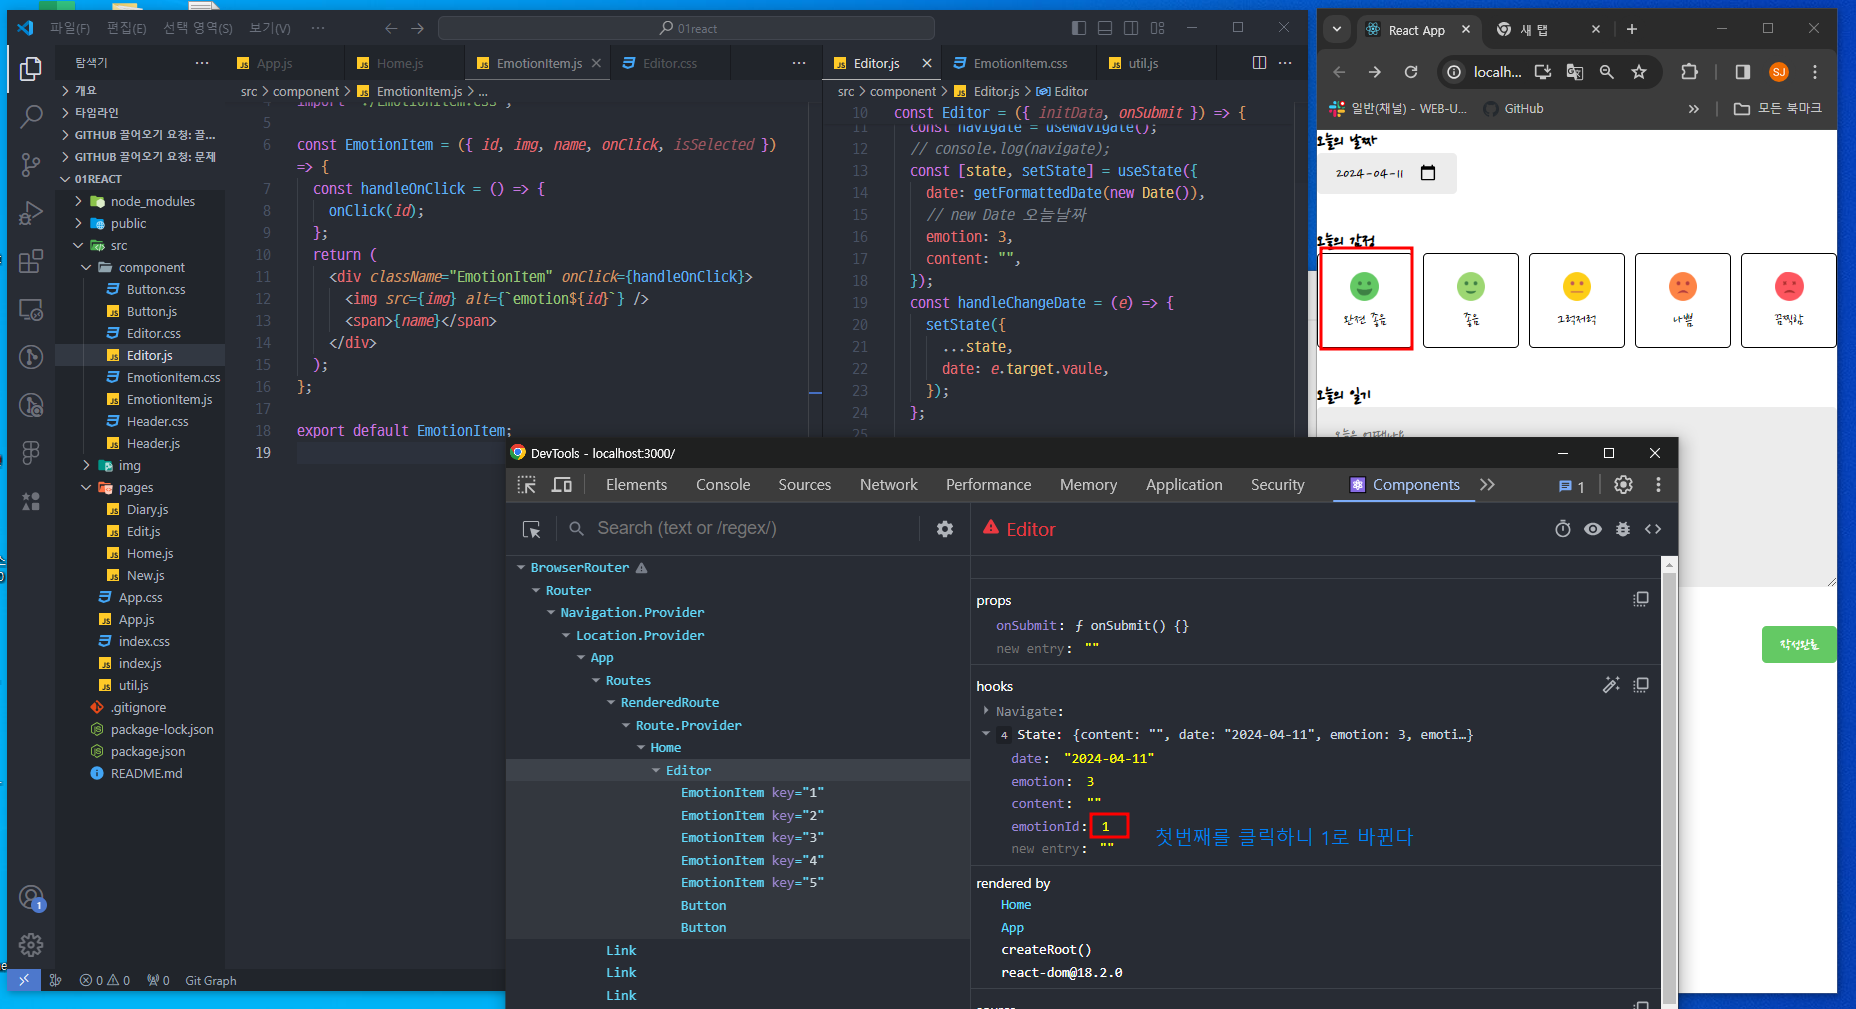 파일(F) 편집(E) 선택 영역(S) 보기(V) ··· 01react
탐색기 ···
개요
타임라인
GITHUB 끌어오기 요청: 끌...
GITHUB 끌어오기 요청: 문제
01REACT
node_modules
public
src
component
Button.css
Button.js
Editor.css
Editor.js
EmotionItem.css
EmotionItem.js
Header.css
Header.js
img
pages
Diary.js
Edit.js
Home.js
New.js
App.css
App.js
index.css
index.js
util.js
.gitignore
package-lock.json
package.json
README.md
1
0 0 0 Git Graph
App.js Home.js EmotionItem.js Editor.css ···
src > component > EmotionItem.js > ...
4 import "./EmotionItem.css";
5
6 const EmotionItem = ({ id, img, name, onClick, isSelected })
=> {
7 const handleOnClick = () => {
8 onClick(id);
9 };
10 return (
11 <div className="EmotionItem" onClick={handleOnClick}>
12 <img src={img} alt={`emotion${id}`} />
13 <span>{name}</span>
14 </div>
15 );
16 };
17
18 export default EmotionItem;
19
Editor.js EmotionItem.css util.js ···
src > component > Editor.js > Editor
10 const Editor = ({ initData, onSubmit }) => {
11 const navigate = useNavigate();
12 // console.log(navigate);
13 const [state, setState] = useState({
14 date: getFormattedDate(new Date()),
15 // new Date 오늘날짜
16 emotion: 3,
17 content: "",
18 });
19 const handleChangeDate = (e) => {
20 setState({
21 ...state,
22 date: e.target.vaule,
23 });
24 };
25
React App 새 탭
localh... SJ
일반(채널) - WEB-U... GitHub » 모든 북마크
오늘의 날짜
2024-04-11
오늘의 감정
완전 좋음 좋음 그럭저럭 나쁨 끔찍함
오늘의 일기
오늘은 어땠나요
작성완료
DevTools - localhost:3000/
Elements Console Sources Network Performance Memory Application Security Components 1
Search (text or /regex/)
BrowserRouter
Router
Navigation.Provider
Location.Provider
App
Routes
RenderedRoute
Route.Provider
Home
Editor
EmotionItem key="1"
EmotionItem key="2"
EmotionItem key="3"
EmotionItem key="4"
EmotionItem key="5"
Button
Button
Link
Link
Link
Editor
props
onSubmit: ƒ onSubmit() {}
new entry: ""
hooks
Navigate:
4 State: {content: "", date: "2024-04-11", emotion: 3, emoti…}
date: "2024-04-11"
emotion: 3
content: ""
emotionId: 1
첫번째를 클릭하니 1로 바뀐다
new entry: ""
rendered by
Home
App
createRoot()
react-dom@18.2.0